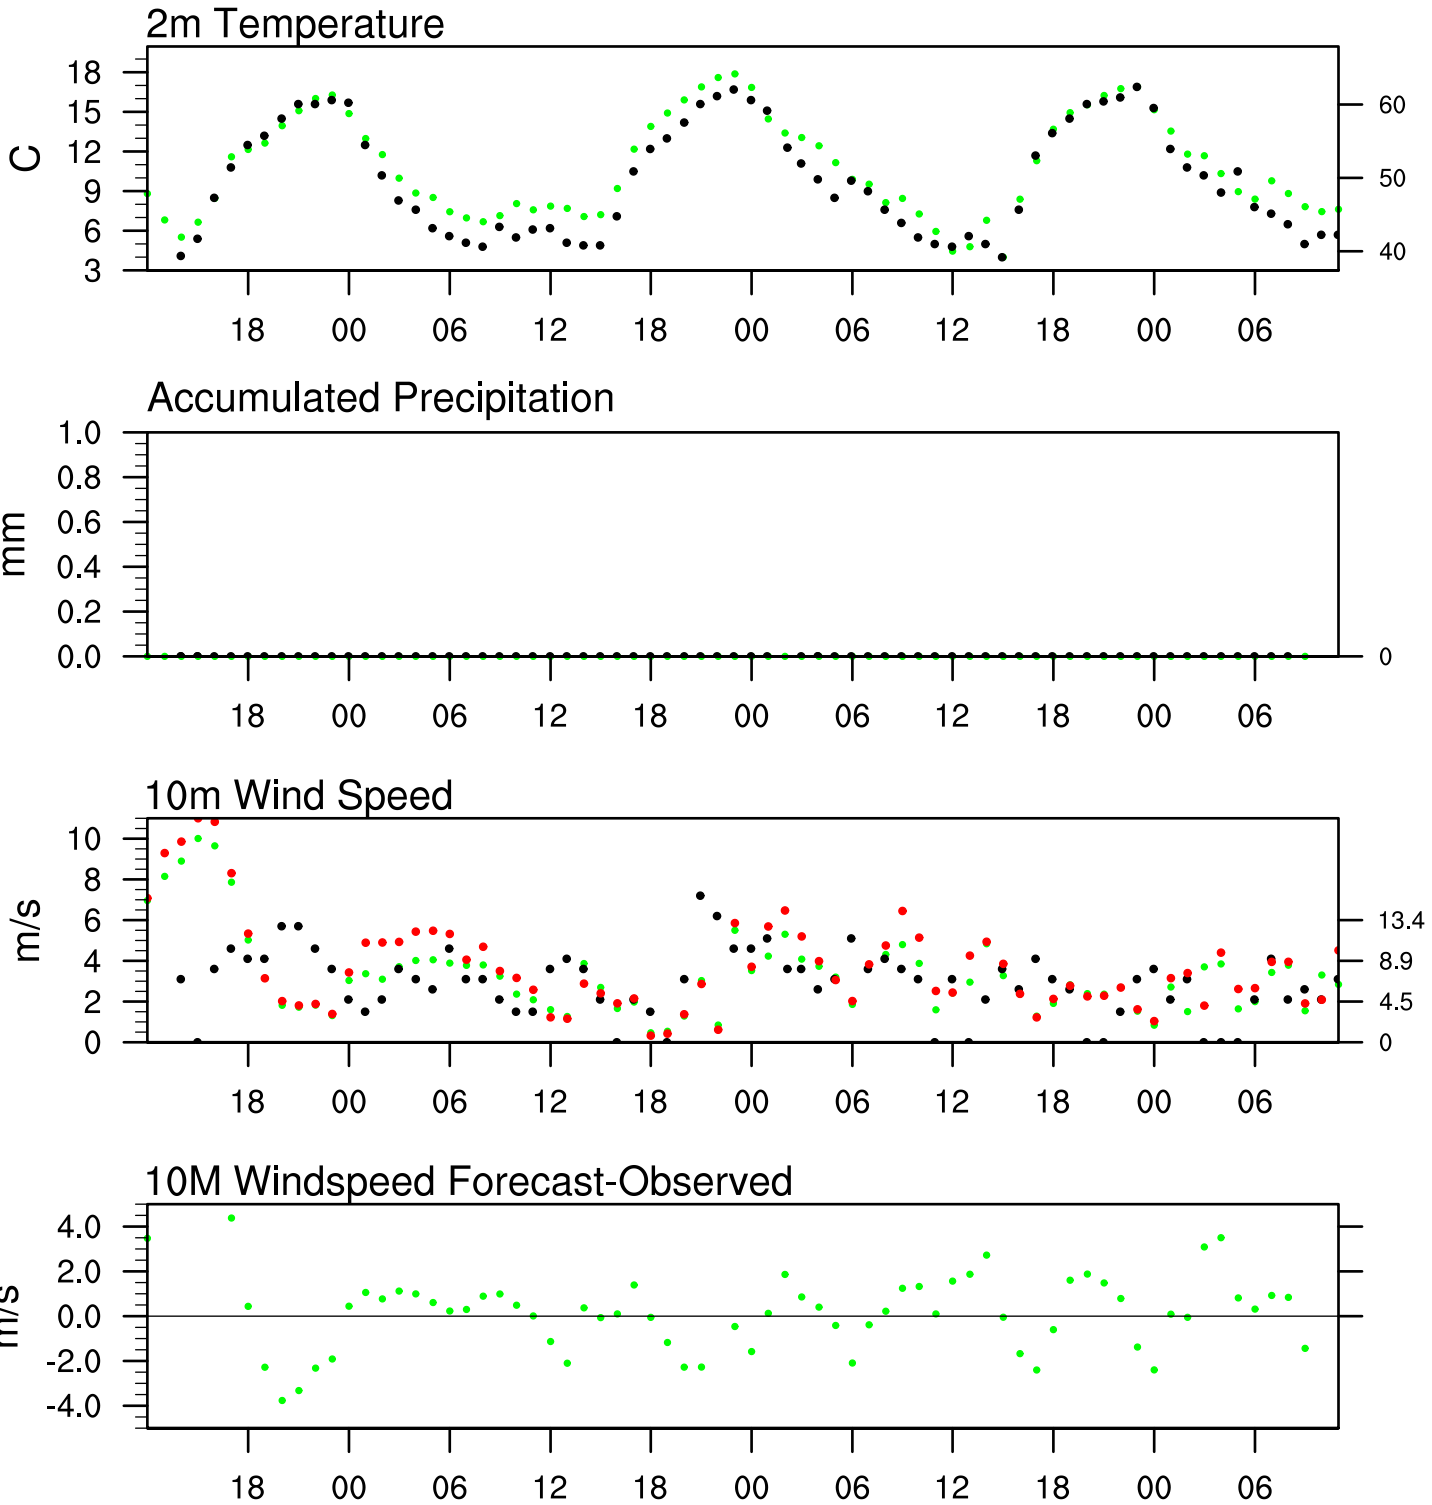 2m Temperature
18
15
12
9
6
3
C
60
50
40
18 00 06 12 18 00 06 12 18 00 06
Accumulated Precipitation
1.0
0.8
0.6
0.4
0.2
0.0
mm
0
18 00 06 12 18 00 06 12 18 00 06
10m Wind Speed
10
8
6
4
2
0
m/s
13.4
8.9
4.5
0
18 00 06 12 18 00 06 12 18 00 06
10M Windspeed Forecast-Observed
4.0
2.0
0.0
-2.0
-4.0
m/s
18 00 06 12 18 00 06 12 18 00 06